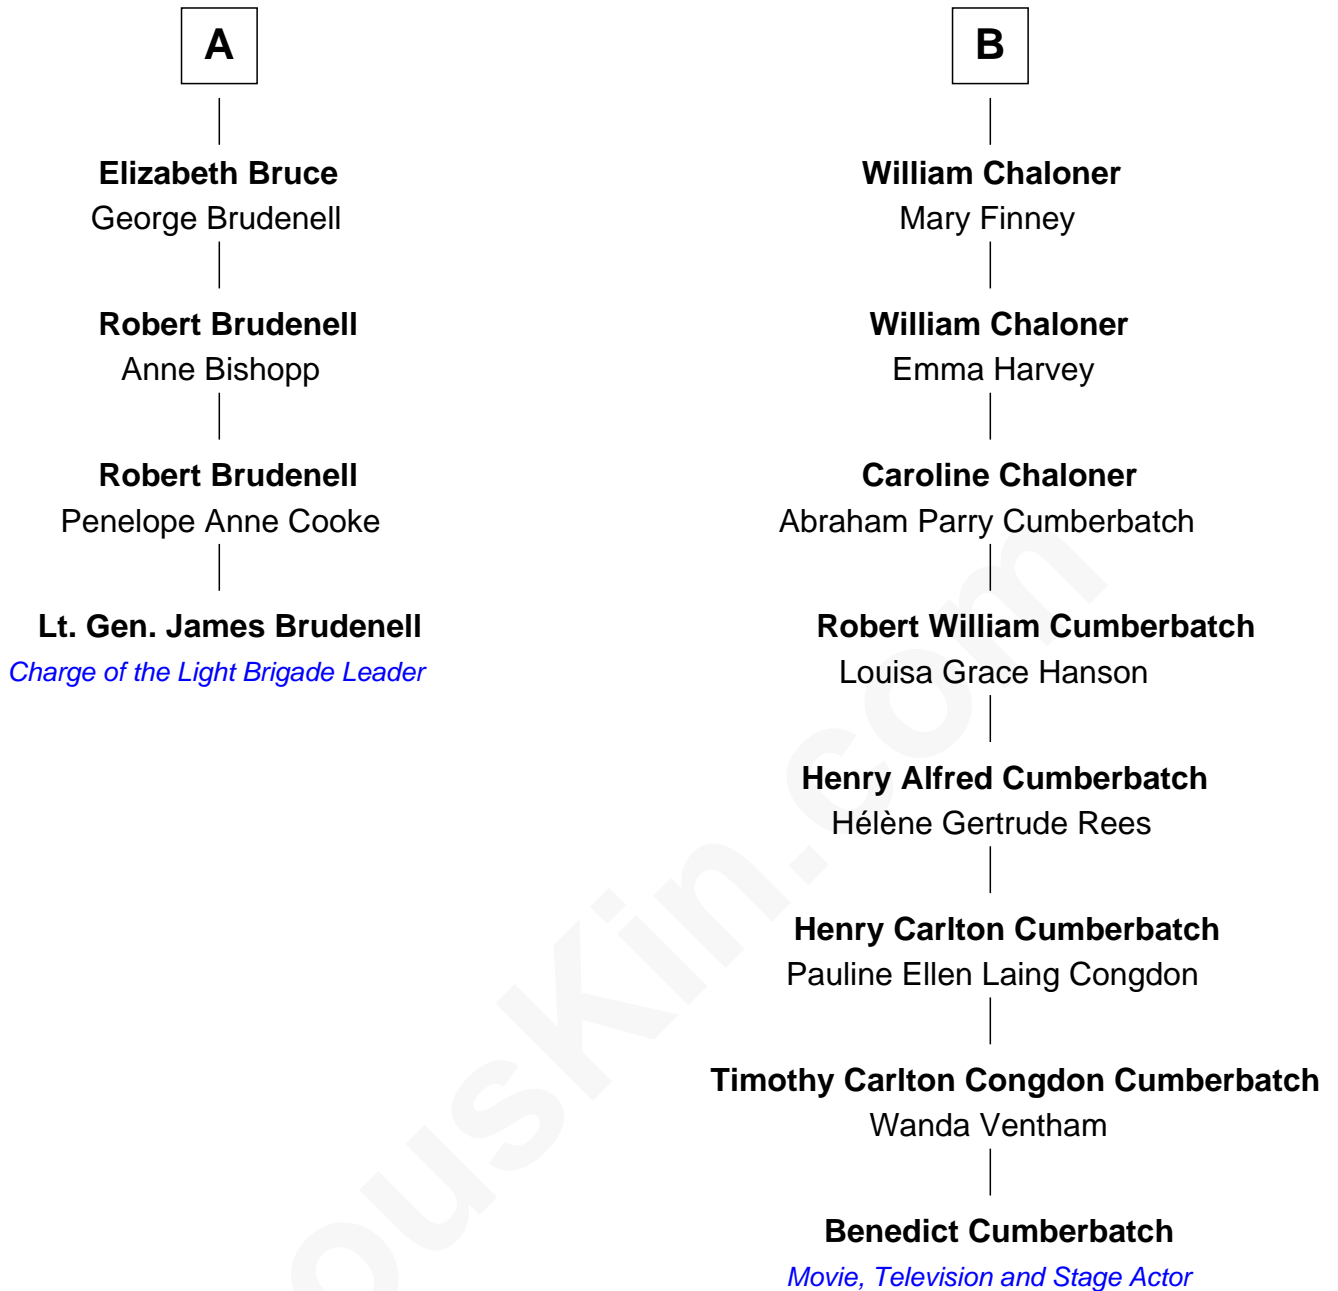 A
Elizabeth Bruce
George Brudenell
Robert Brudenell
Anne Bishopp
Robert Brudenell
Penelope Anne Cooke
Lt. Gen. James Brudenell
Charge of the Light Brigade Leader
B
William Chaloner
Mary Finney
William Chaloner
Emma Harvey
Caroline Chaloner
Abraham Parry Cumberbatch
Robert William Cumberbatch
Louisa Grace Hanson
Henry Alfred Cumberbatch
Hélène Gertrude Rees
Henry Carlton Cumberbatch
Pauline Ellen Laing Congdon
Timothy Carlton Congdon Cumberbatch
Wanda Ventham
Benedict Cumberbatch
Movie, Television and Stage Actor
ousKin.com